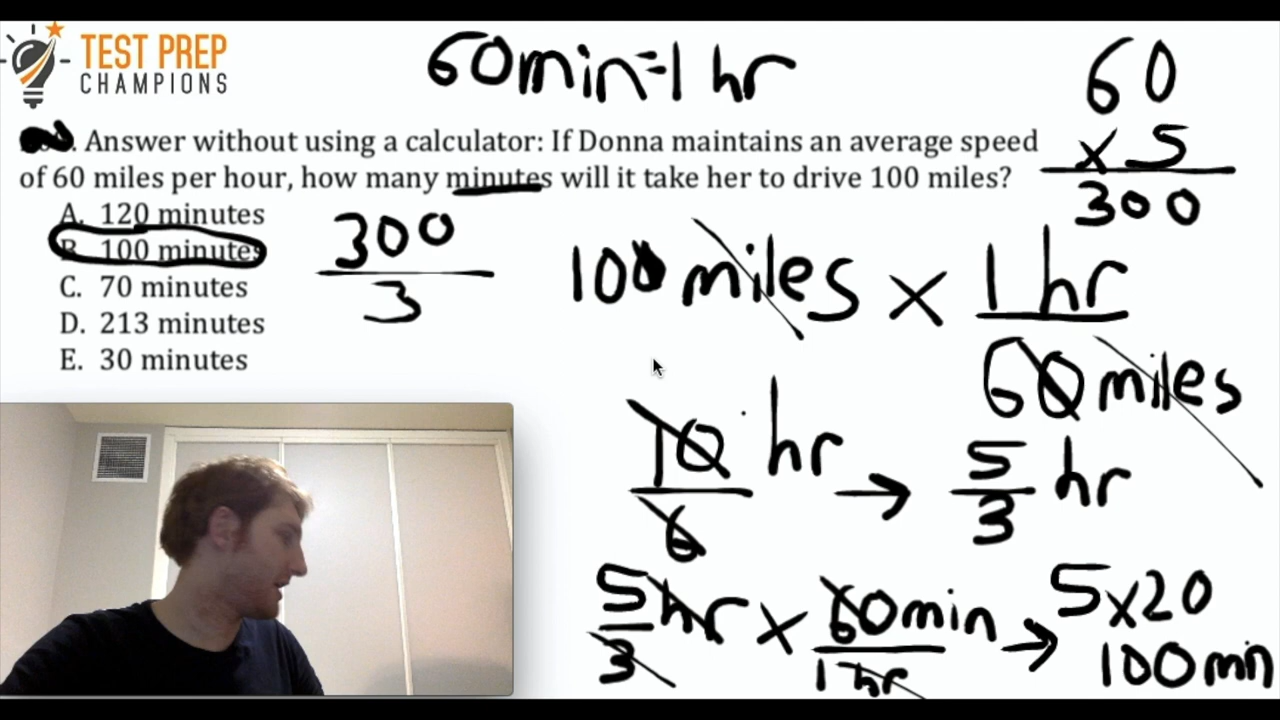 TEST PREP
CHAMPIONS
60min=1 hr
60
x 5
300
Answer without using a calculator: If Donna maintains an average speed
of 60 miles per hour, how many minutes will it take her to drive 100 miles?
A. 120 minutes
B. 100 minutes
C. 70 minutes
D. 213 minutes
E. 30 minutes
300
3
100 miles x 1 hr
60 miles
10 hr → 5 hr
6 3
5 hr x 60 min → 5x20
3 1 hr 100 min